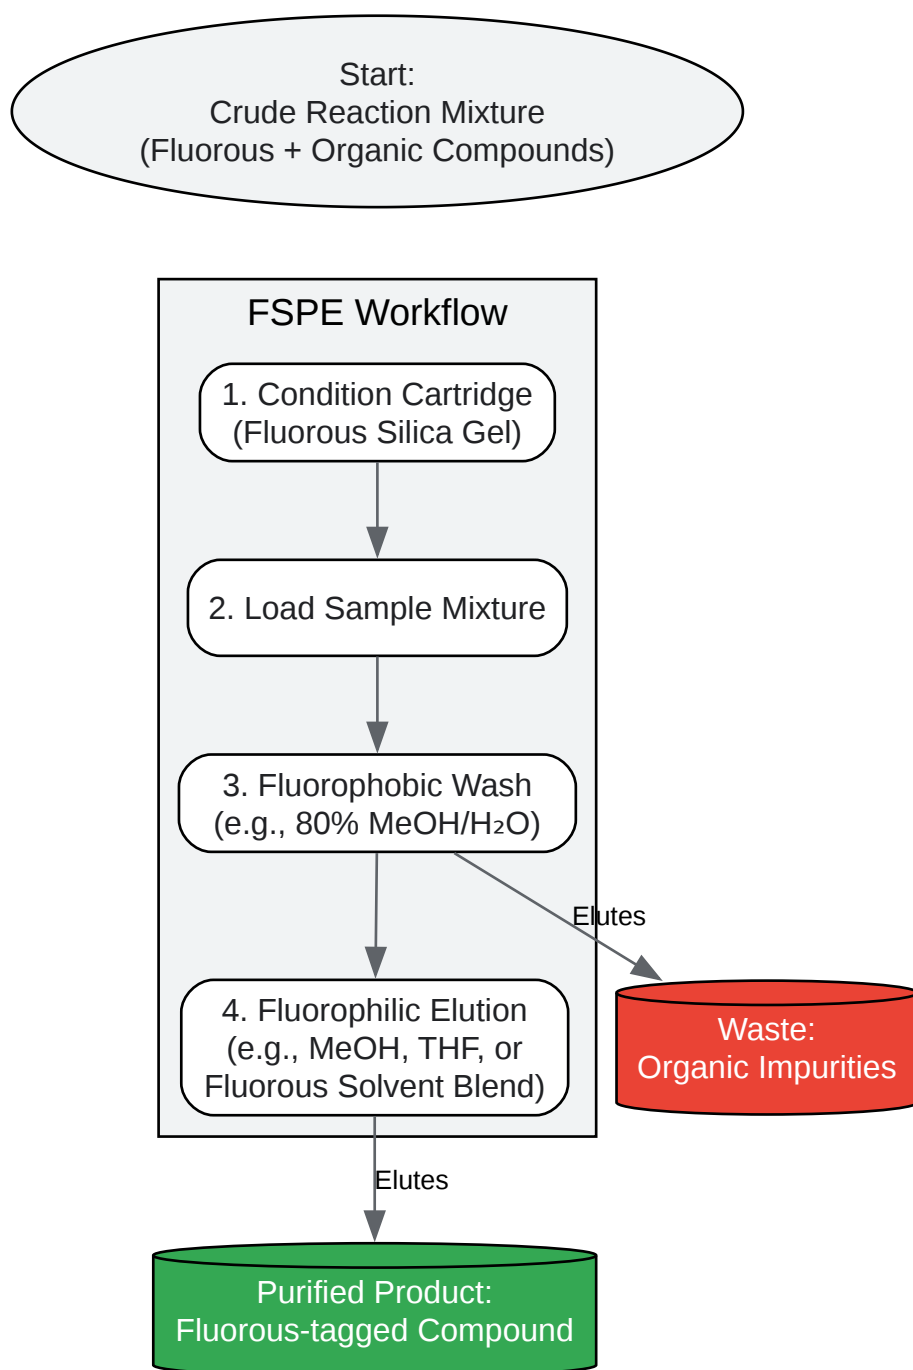 Start:
Crude Reaction Mixture
(Fluorous + Organic Compounds)
FSPE Workflow
1. Condition Cartridge
(Fluorous Silica Gel)
2. Load Sample Mixture
3. Fluorophobic Wash
(e.g., 80% MeOH/H₂O)
Elutes
4. Fluorophilic Elution
(e.g., MeOH, THF, or
Fluorous Solvent Blend)
Waste:
Organic Impurities
Elutes
Purified Product:
Fluorous-tagged Compound